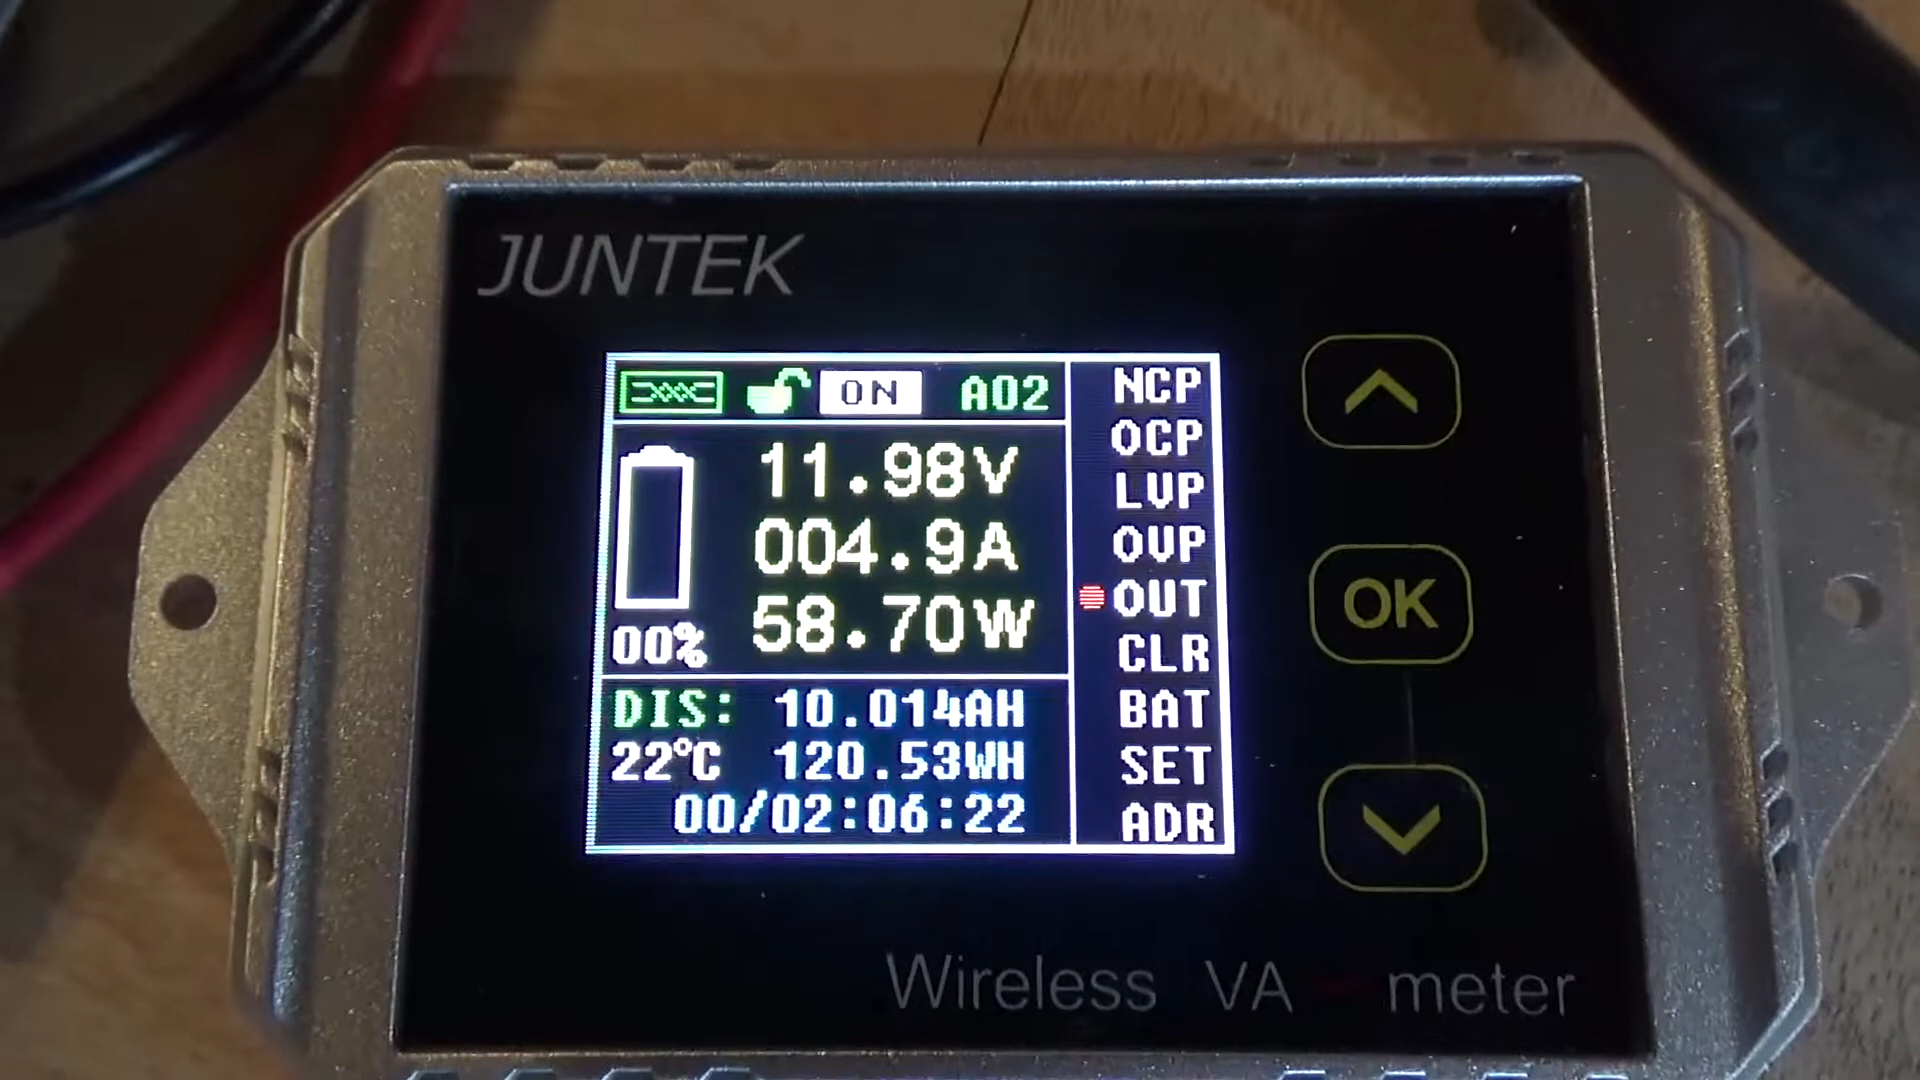 JUNTEK
ON A02
11.98V
004.9A
58.70W
00%
DIS: 10.014AH
22°C 120.53WH
00/02:06:22
NCP
OCP
LVP
OVP
OUT
CLR
BAT
SET
ADR
OK
Wireless VA meter